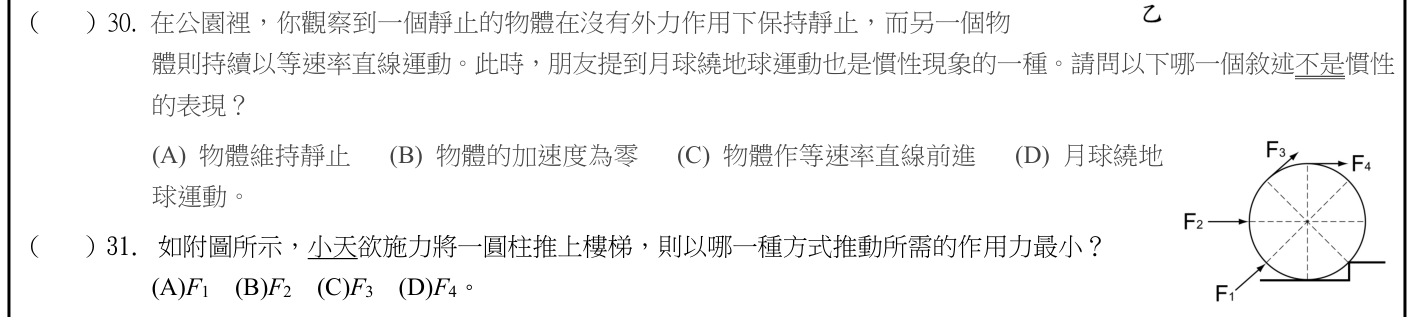 乙
(　　) 30. 在公園裡，你觀察到一個靜止的物體在沒有外力作用下保持靜止，而另一個物
體則持續以等速率直線運動。此時，朋友提到月球繞地球運動也是慣性現象的一種。請問以下哪一個敘述不是慣性
的表現？
(A) 物體維持靜止　(B) 物體的加速度為零　(C) 物體作等速率直線前進　(D) 月球繞地
球運動。
(　　) 31. 如附圖所示，小天欲施力將一圓柱推上樓梯，則以哪一種方式推動所需的作用力最小？
(A)F1　(B)F2　(C)F3　(D)F4。
F3
F4
F2
F1